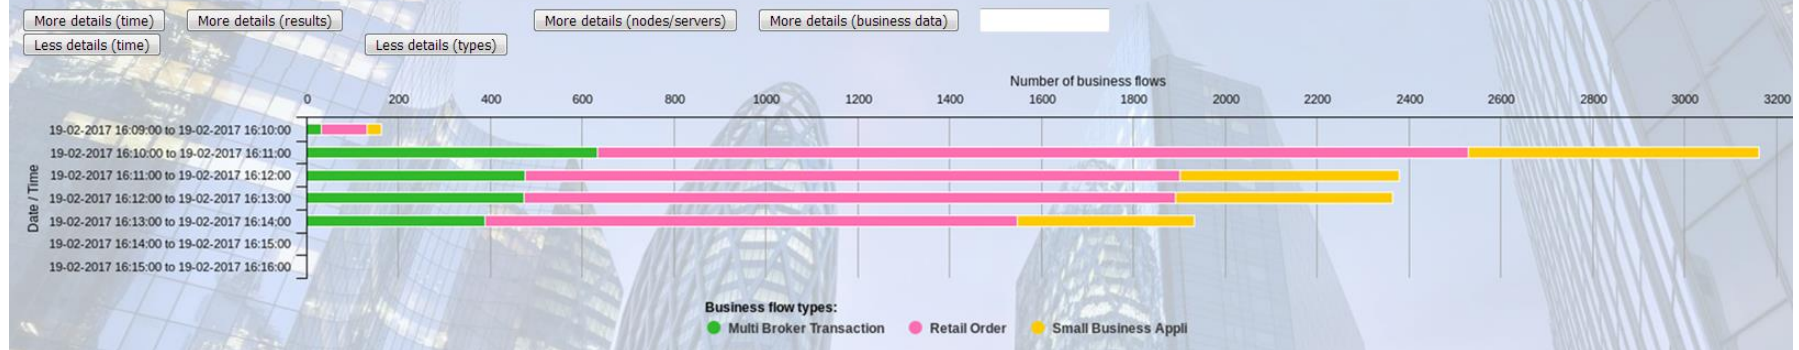 More details (time) More details (results) More details (nodes/servers) More details (business data)
Less details (time) Less details (types)
Number of business flows
0 200 400 600 800 1000 1200 1400 1600 1800 2000 2200 2400 2600 2800 3000 3200
Date / Time
19-02-2017 16:09:00 to 19-02-2017 16:10:00
19-02-2017 16:10:00 to 19-02-2017 16:11:00
19-02-2017 16:11:00 to 19-02-2017 16:12:00
19-02-2017 16:12:00 to 19-02-2017 16:13:00
19-02-2017 16:13:00 to 19-02-2017 16:14:00
19-02-2017 16:14:00 to 19-02-2017 16:15:00
19-02-2017 16:15:00 to 19-02-2017 16:16:00
Business flow types:
Multi Broker Transaction Retail Order Small Business Appli